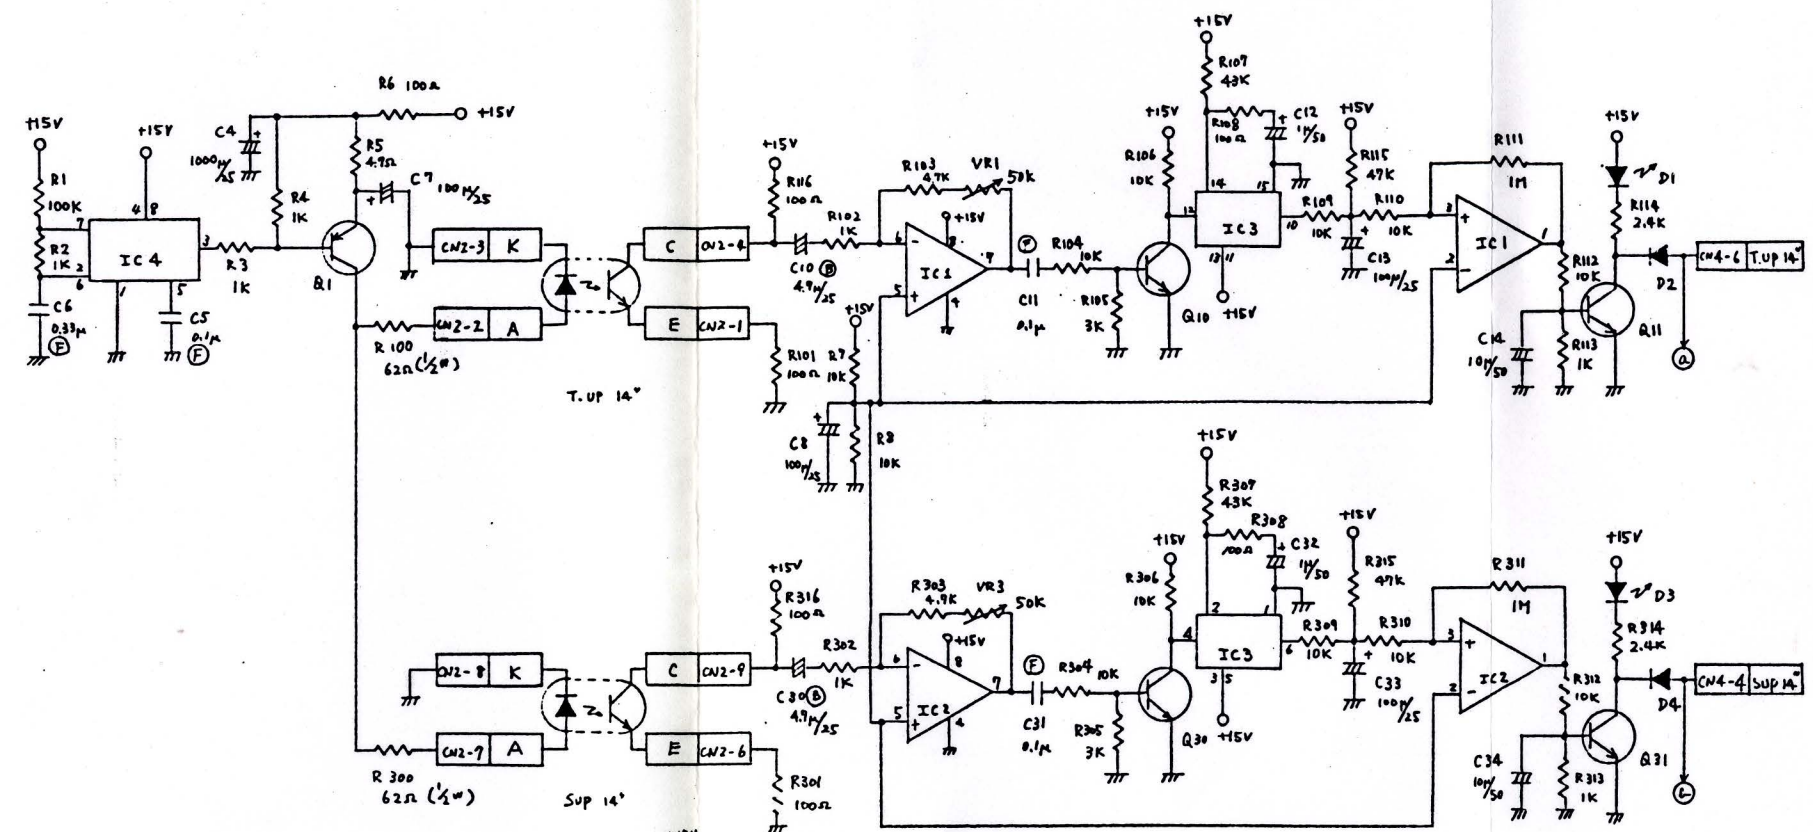 +15V
R1
100K
R2
1K
C6
0.33μ
F
+15V
4 8
7
2
6
3
IC4
1
5
C5
0.1μ
F
R3
1K
C4
+
1000μ/25
R4
1K
R6 100Ω
+15V
R5
4.7Ω
C7
+
100μ/25
Q1
CN2-3 K
CN2-2 A
R100
62Ω (1/2W)
T.UP 14"
C CN2-4
E CN2-1
+15V
R116
100Ω
C10 B
4.7μ/25
R102
1K
R101
100Ω
+15V
R7
10K
C8
+
100μ/25
R8
10K
R103
4.7K
VR1
50K
+15V
6
-
8
IC1
7
5
+
4
F
C11
0.1μ
R104
10K
R105
3K
+15V
R106
10K
Q10
+15V
R107
43K
R108
100Ω
+
C12
1μ/50
14
15
12
IC3
10
13 11
+15V
R109
10K
+15V
R115
47K
R110
10K
+
C13
100μ/25
R111
1M
3
+
IC1
1
2
-
R112
10K
C14
10μ/50
R113
1K
Q11
+15V
D1
R114
2.4K
D2
CN4-6 T.UP 14"
a
CN2-8 K
CN2-7 A
R300
62Ω (1/2W)
SUP 14"
C CN2-9
E CN2-6
+15V
R316
100Ω
C30 B
4.7μ/25
R302
1K
R301
100Ω
R303
4.7K
VR3
50K
+15V
6
-
8
IC2
7
5
+
4
F
C31
0.1μ
R304
10K
R305
3K
+15V
R306
10K
Q30
+15V
R307
43K
R308
100Ω
+
C32
1μ/50
2
1
4
IC3
6
3 5
+15V
R309
10K
+15V
R315
47K
R310
10K
+
C33
100μ/25
R311
1M
3
+
IC2
1
2
-
R312
10K
C34
10μ/50
R313
1K
Q31
+15V
D3
R314
2.4K
D4
CN4-4 SUP 14"